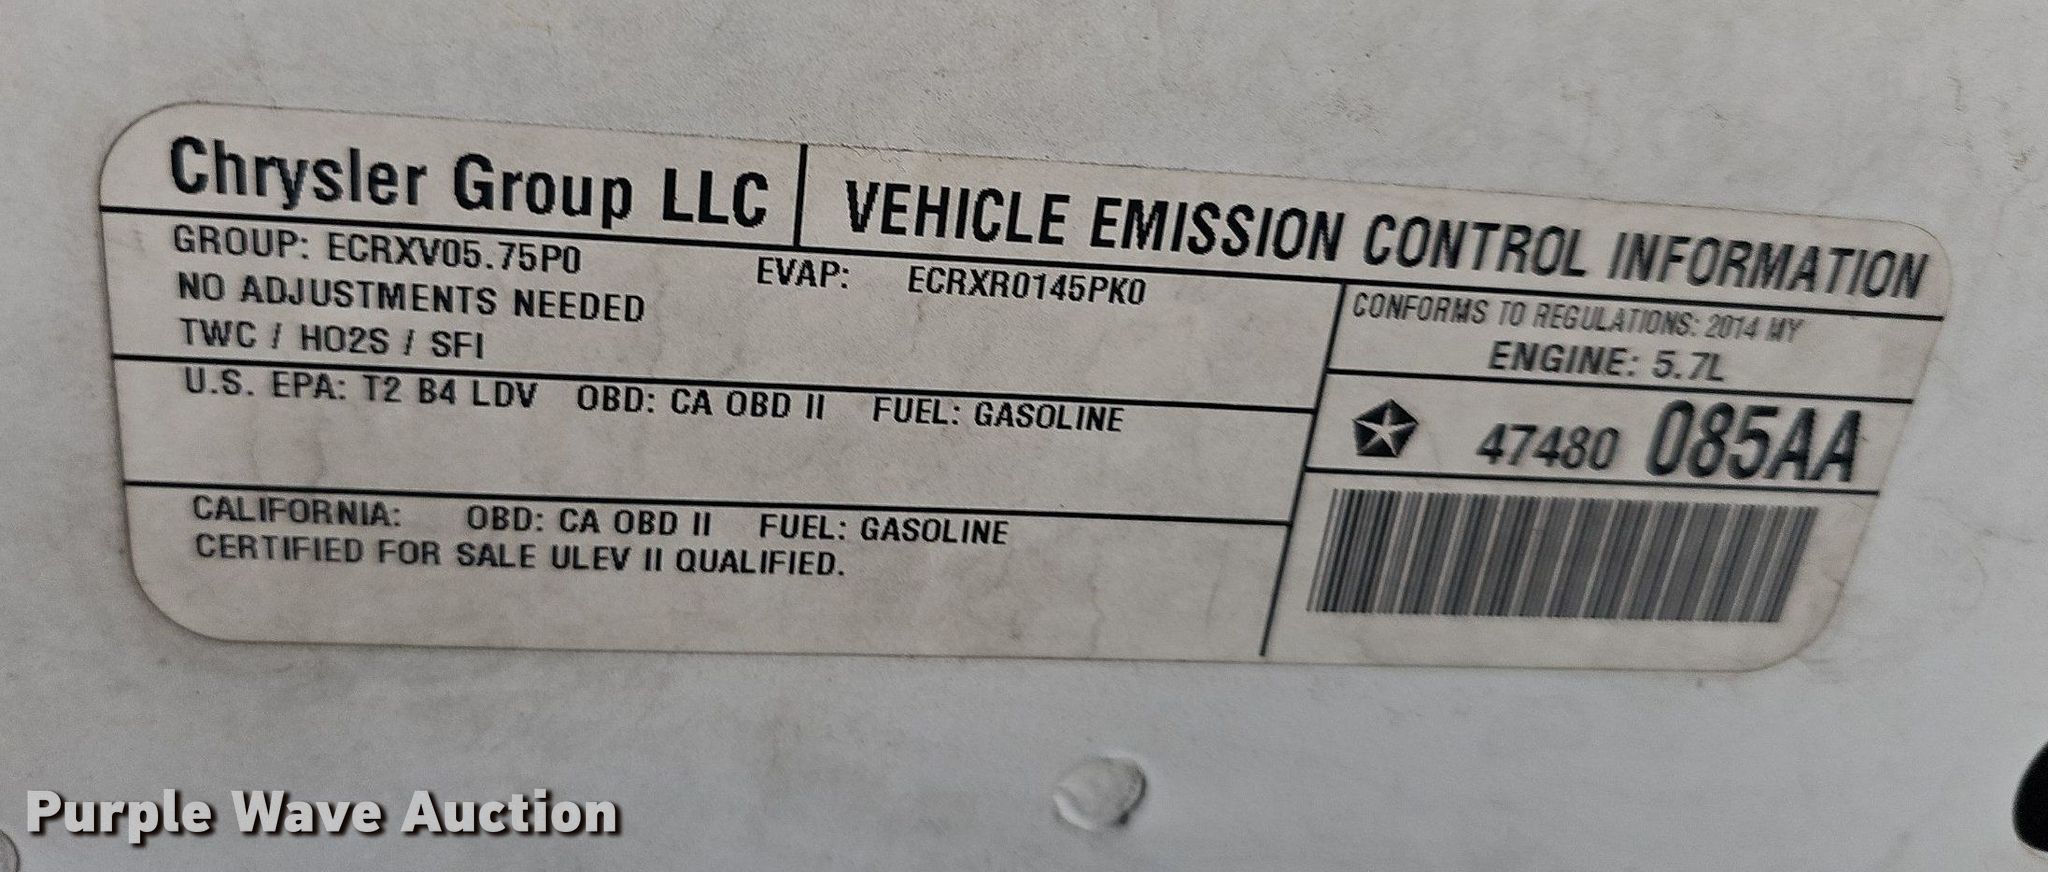 Chrysler Group LLC
VEHICLE EMISSION CONTROL INFORMATION
GROUP: ECRXV05.75P0
EVAP: ECRXR0145PK0
NO ADJUSTMENTS NEEDED
TWC / HO2S / SFI
CONFORMS TO REGULATIONS: 2014 MY
ENGINE: 5.7L
U.S. EPA: T2 B4 LDV OBD: CA OBD II FUEL: GASOLINE
47480 085AA
CALIFORNIA: OBD: CA OBD II FUEL: GASOLINE
CERTIFIED FOR SALE ULEV II QUALIFIED.
Purple Wave Auction